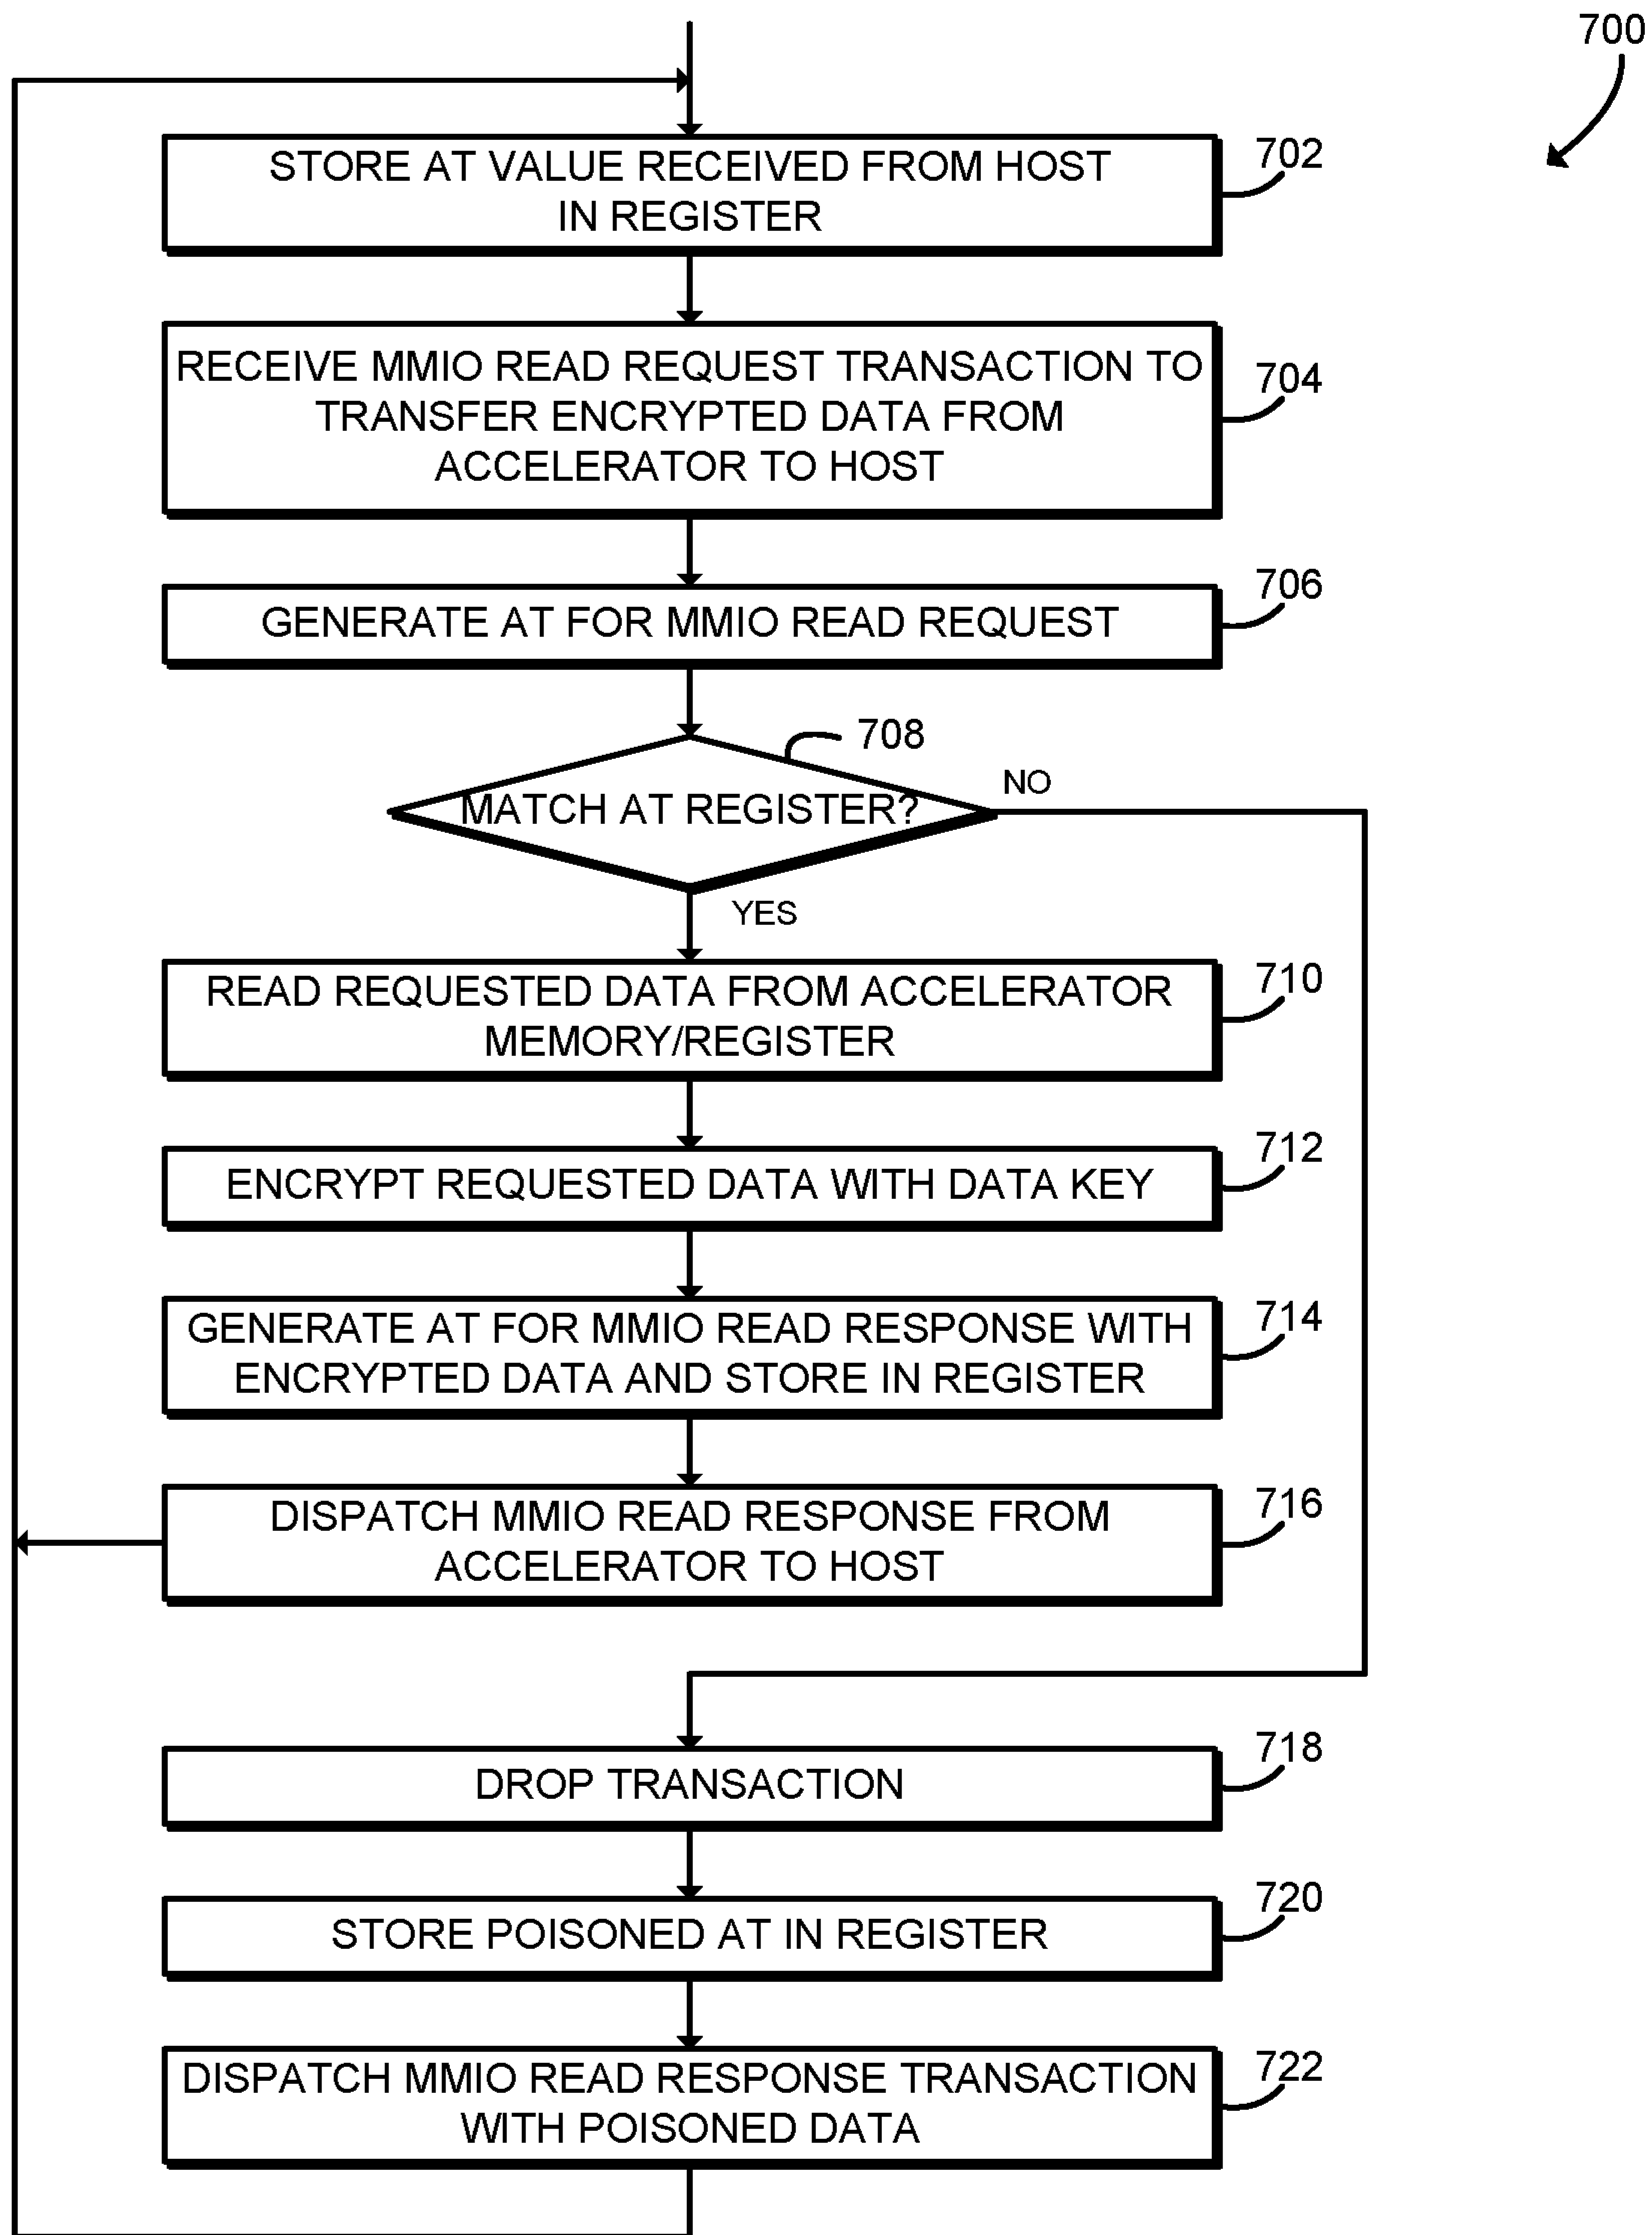 700
STORE AT VALUE RECEIVED FROM HOST
IN REGISTER
702
RECEIVE MMIO READ REQUEST TRANSACTION TO
TRANSFER ENCRYPTED DATA FROM
ACCELERATOR TO HOST
704
GENERATE AT FOR MMIO READ REQUEST
706
708
MATCH AT REGISTER?
NO
YES
READ REQUESTED DATA FROM ACCELERATOR
MEMORY/REGISTER
710
ENCRYPT REQUESTED DATA WITH DATA KEY
712
GENERATE AT FOR MMIO READ RESPONSE WITH
ENCRYPTED DATA AND STORE IN REGISTER
714
DISPATCH MMIO READ RESPONSE FROM
ACCELERATOR TO HOST
716
DROP TRANSACTION
718
STORE POISONED AT IN REGISTER
720
DISPATCH MMIO READ RESPONSE TRANSACTION
WITH POISONED DATA
722